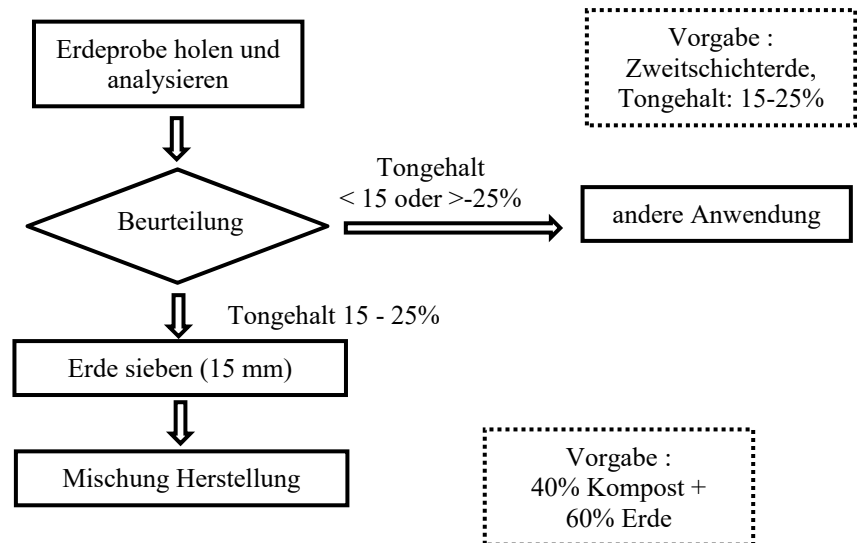 Erdeprobe holen und
analysieren
Vorgabe :
Zweitschichterde,
Tongehalt: 15-25%
Tongehalt
< 15 oder >-25%
Beurteilung
andere Anwendung
Tongehalt 15 - 25%
Erde sieben (15 mm)
Mischung Herstellung
Vorgabe :
40% Kompost +
60% Erde